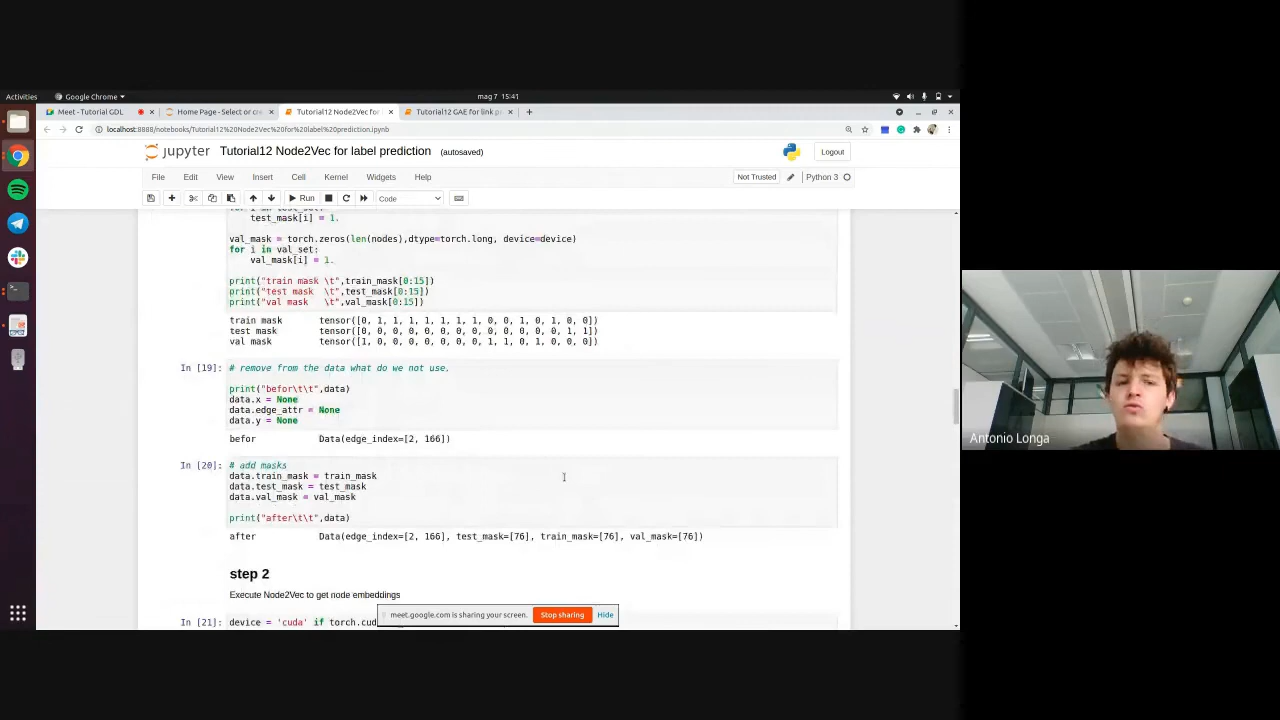 Activities
Google Chrome
mag 7 15:41
Meet - Tutorial GDL
Home Page - Select or cre
Tutorial12 Node2Vec for
Tutorial12 GAE for link p
localhost:8888/notebooks/Tutorial12%20Node2Vec%20for%20label%20prediction.ipynb
jupyter
Tutorial12 Node2Vec for label prediction
(autosaved)
Logout
File Edit View Insert Cell Kernel Widgets Help
Not Trusted
Python 3
Run
Code
test_mask[i] = 1.
val_mask = torch.zeros(len(nodes),dtype=torch.long, device=device)
for i in val_set:
val_mask[i] = 1.
print("train mask \t",train_mask[0:15])
print("test mask \t",test_mask[0:15])
print("val mask \t",val_mask[0:15])
train mask tensor([0, 1, 1, 1, 1, 1, 1, 1, 0, 0, 1, 0, 1, 0, 0])
test mask tensor([0, 0, 0, 0, 0, 0, 0, 0, 0, 0, 0, 0, 0, 1, 1])
val mask tensor([1, 0, 0, 0, 0, 0, 0, 0, 1, 1, 0, 1, 0, 0, 0])
In [19]: # remove from the data what do we not use.
print("befor\t\t",data)
data.x = None
data.edge_attr = None
data.y = None
befor Data(edge_index=[2, 166])
In [20]: # add masks
data.train_mask = train_mask
data.test_mask = test_mask
data.val_mask = val_mask
print("after\t\t",data)
after Data(edge_index=[2, 166], test_mask=[76], train_mask=[76], val_mask=[76])
step 2
Execute Node2Vec to get node embeddings
meet.google.com is sharing your screen.
Stop sharing
Hide
In [21]: device = 'cuda' if torch.cud
Antonio Longa